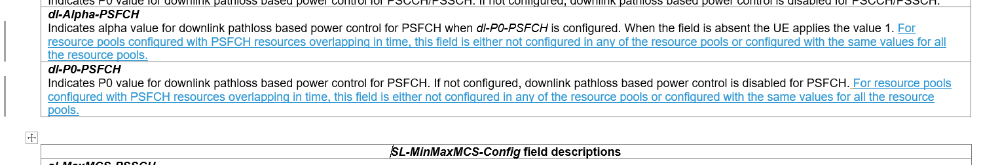 Indicates P0 value for downlink pathloss based power control for PSCCH/PSSCH. If not configured, downlink pathloss based power control is disabled for PSCCH/PSSCH.
dl-Alpha-PSFCH
Indicates alpha value for downlink pathloss based power control for PSFCH when dl-P0-PSFCH is configured. When the field is absent the UE applies the value 1. For
resource pools configured with PSFCH resources overlapping in time, this field is either not configured in any of the resource pools or configured with the same values for all
the resource pools.
dl-P0-PSFCH
Indicates P0 value for downlink pathloss based power control for PSFCH. If not configured, downlink pathloss based power control is disabled for PSFCH. For resource pools
configured with PSFCH resources overlapping in time, this field is either not configured in any of the resource pools or configured with the same values for all the resource
pools.
SL-MinMaxMCS-Config field descriptions
sl-MaxMCS-PSSCH